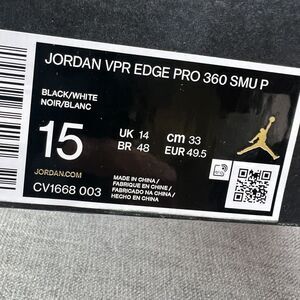 JORDAN VPR EDGE PRO 360 SMU P
BLACK/WHITE
NOIR/BLANC
15
UK 14
cm 33
BR 48
EUR 49.5
JORDAN.COM
CV1668 003
MADE IN CHINA /
FABRIQUE EN CHINE /
FABRICADO NA CHINA /
HECHO EN CHINA